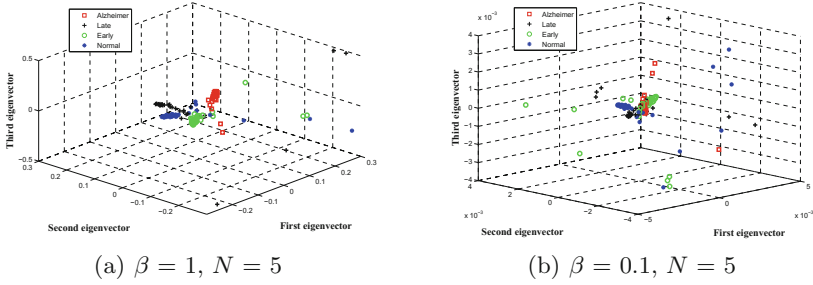 Alzheimer
Late
Early
Normal
0.5
0
−0.5
0.3
0.2
0.1
0
−0.1
−0.2
−0.2
−0.1
0
0.1
0.2
0.3
Third eigenvector
Second eigenvector
First eigenvector
(a) β = 1, N = 5
x 10⁻³
Alzheimer
Late
Early
Normal
4
3
2
1
0
−1
−2
−3
−4
4
2
0
−2
−4
−5
0
5
x 10⁻³
x 10⁻³
Third eigenvector
Second eigenvector
First eigenvector
(b) β = 0.1, N = 5